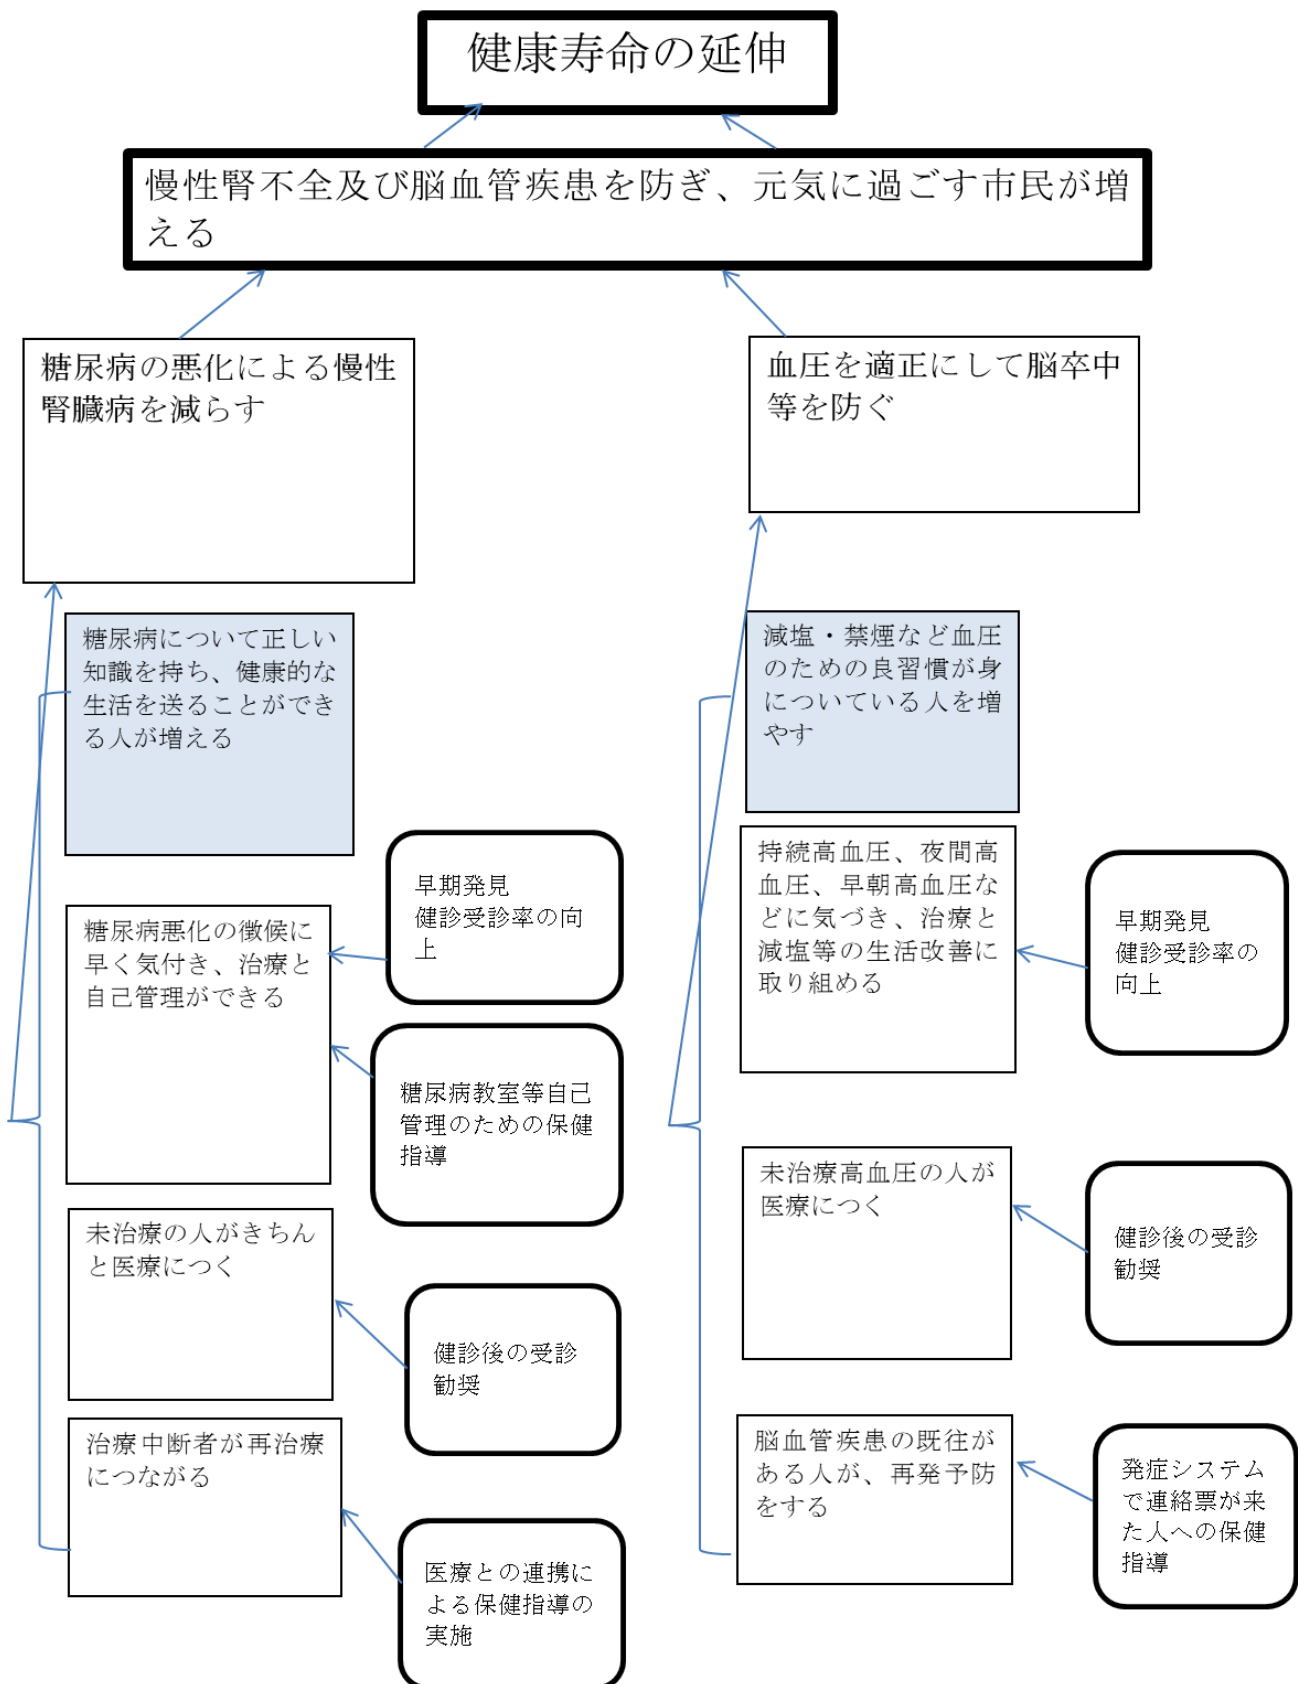 健康寿命の延伸
慢性腎不全及び脳血管疾患を防ぎ、元気に過ごす市民が増
える
糖尿病の悪化による慢性
腎臓病を減らす
血圧を適正にして脳卒中
等を防ぐ
糖尿病について正しい
知識を持ち、健康的な
生活を送ることができ
る人が増える
減塩・禁煙など血圧
のための良習慣が身
についている人を増
やす
糖尿病悪化の徴候に
早く気付き、治療と
自己管理ができる
早期発見
健診受診率の向
上
糖尿病教室等自己
管理のための保健
指導
持続高血圧、夜間高
血圧、早朝高血圧な
どに気づき、治療と
減塩等の生活改善に
取り組める
早期発見
健診受診率の
向上
未治療の人がきちん
と医療につく
健診後の受診
勧奨
未治療高血圧の人が
医療につく
健診後の受診
勧奨
治療中断者が再治療
につながる
医療との連携に
よる保健指導の
実施
脳血管疾患の既往が
ある人が、再発予防
をする
発症システム
で連絡票が来
た人への保健
指導